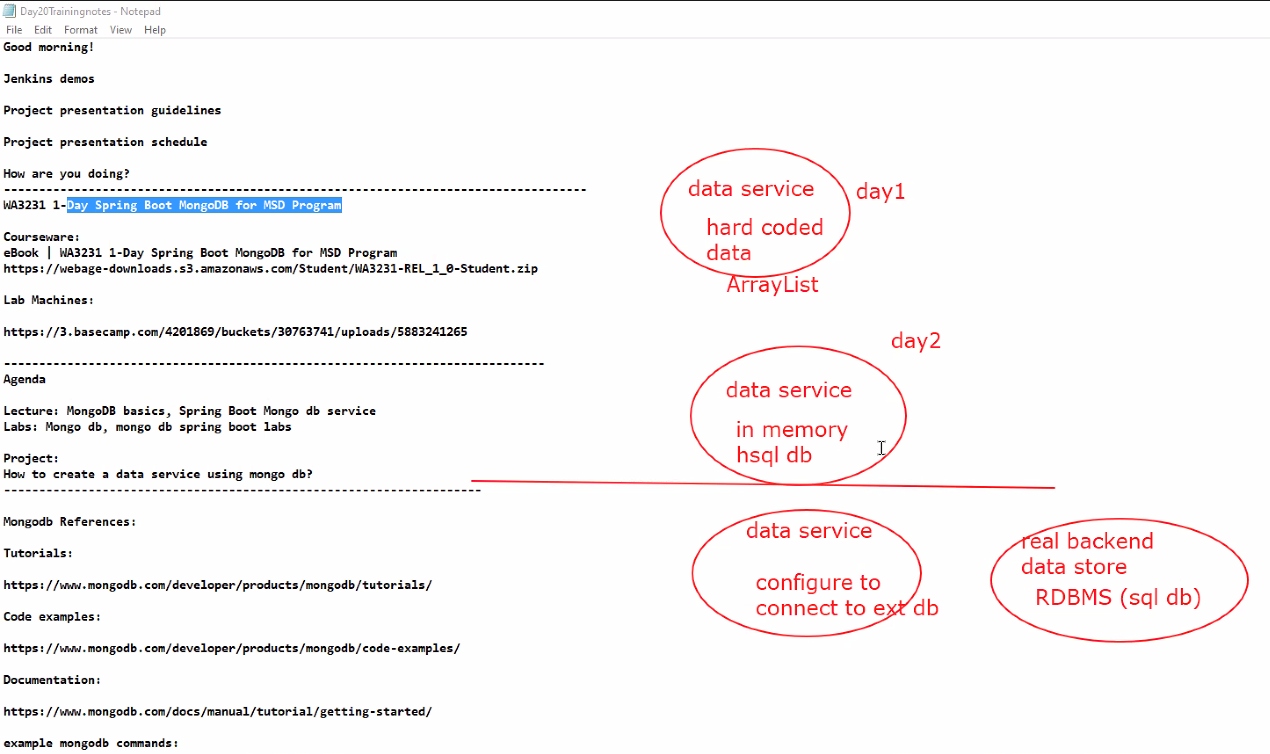 Day20Trainingnotes - Notepad
File Edit Format View Help
Good morning!
Jenkins demos
Project presentation guidelines
Project presentation schedule
How are you doing?
--------------------------------------------------------------------------
WA3231 1-Day Spring Boot MongoDB for MSD Program
Courseware:
eBook | WA3231 1-Day Spring Boot MongoDB for MSD Program
https://webage-downloads.s3.amazonaws.com/Student/WA3231-REL_1_0-Student.zip
Lab Machines:
https://3.basecamp.com/4201869/buckets/30763741/uploads/5883241265
---------------------------------------------------------------------
Agenda
Lecture: MongoDB basics, Spring Boot Mongo db service
Labs: Mongo db, mongo db spring boot labs
Project:
How to create a data service using mongo db?
-------------------------------------------------------------
Mongodb References:
Tutorials:
https://www.mongodb.com/developer/products/mongodb/tutorials/
Code examples:
https://www.mongodb.com/developer/products/mongodb/code-examples/
Documentation:
https://www.mongodb.com/docs/manual/tutorial/getting-started/
example mongodb commands:
data service
day1
hard coded
data
ArrayList
day2
data service
in memory
hsql db
data service
configure to
connect to ext db
real backend
data store
RDBMS (sql db)